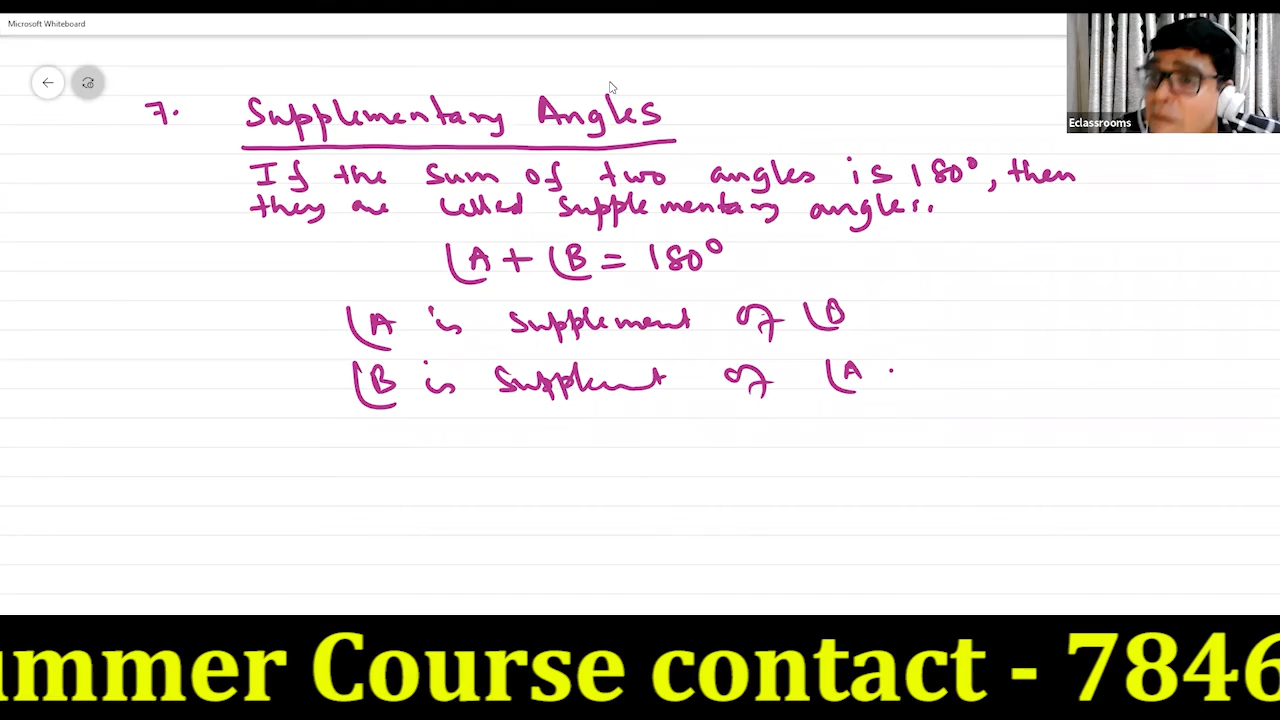 Microsoft Whiteboard
Eclassrooms
7. Supplementary Angles
If the sum of two angles is 180°, then
they are called supplementary angles.
∠A + ∠B = 180°
∠A is supplement of ∠B
∠B is supplement of ∠A.
ummer Course contact - 7846